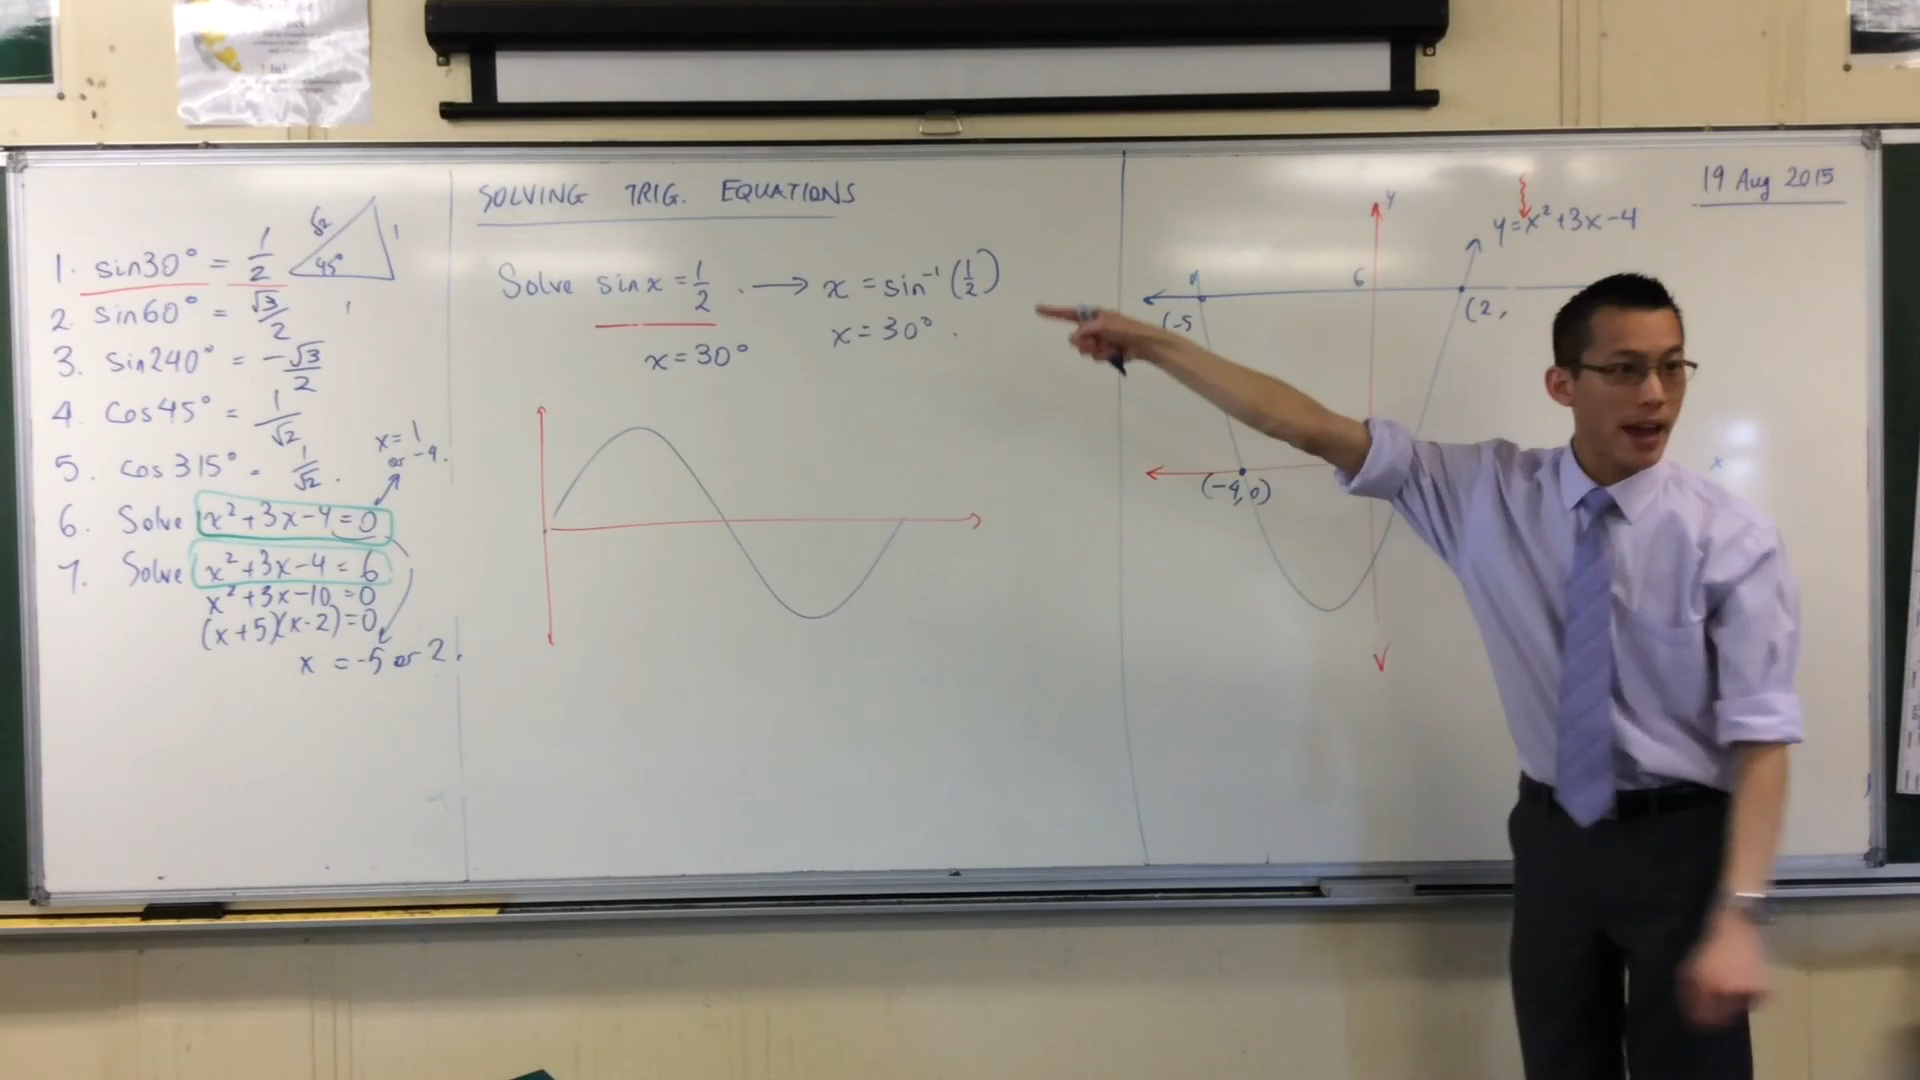 1. sin30° = 1/2
√2
1
45°
1
2. sin60° = √3/2
3. sin240° = -√3/2
4. cos45° = 1/√2
5. cos315° = 1/√2.
x=1
or -4.
6. Solve x²+3x-4=0
7. Solve x²+3x-4=6
x²+3x-10=0
(x+5)(x-2)=0
x = -5 or 2.
SOLVING TRIG. EQUATIONS
Solve sin x = 1/2. → x = sin⁻¹(1/2)
x = 30°.
x = 30°
19 Aug 2015
y
y=x²+3x-4
6
(-5
(2,
(-4,0)
x